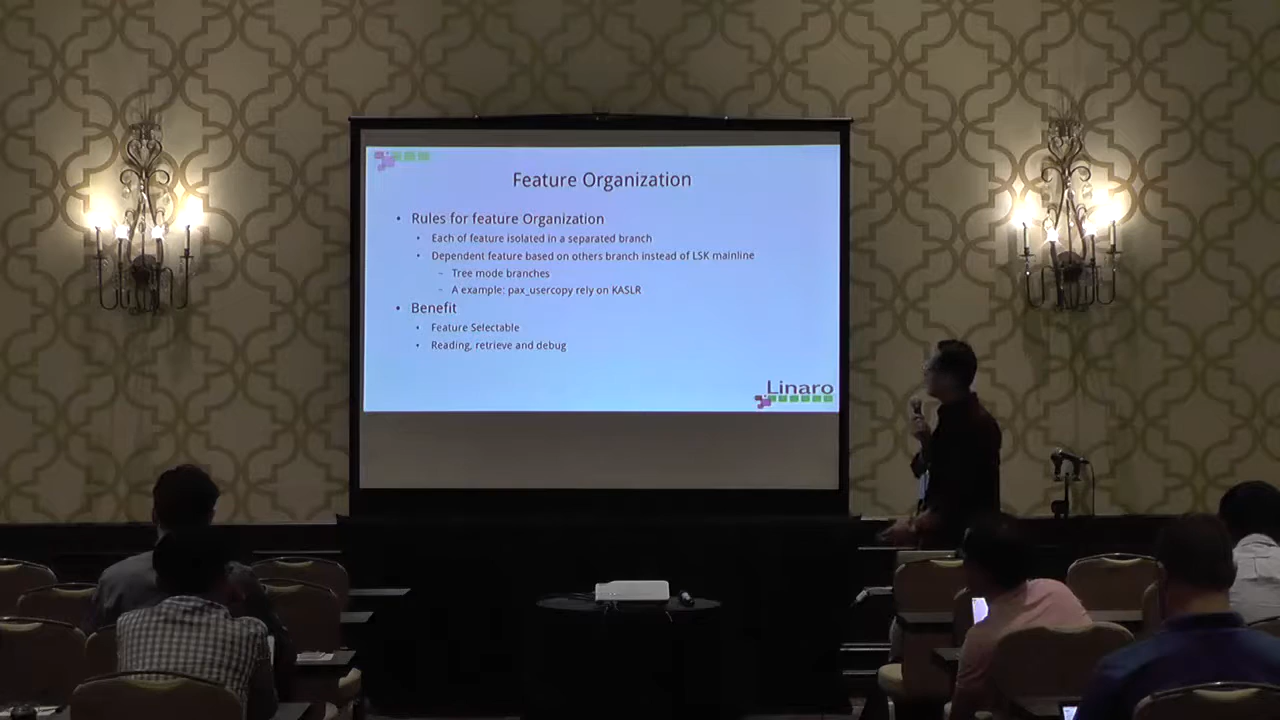 Feature Organization
• Rules for feature Organization
• Each of feature isolated in a separated branch
• Dependent feature based on others branch instead of LSK mainline
– Tree mode branches
– A example: pax_usercopy rely on KASLR
• Benefit
• Feature Selectable
• Reading, retrieve and debug
Linaro